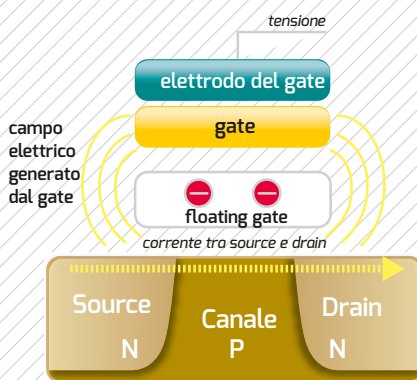 tensione
elettrodo del gate
gate
campo
elettrico
generato
dal gate
floating gate
corrente tra source e drain
Source
N
Canale
P
Drain
N